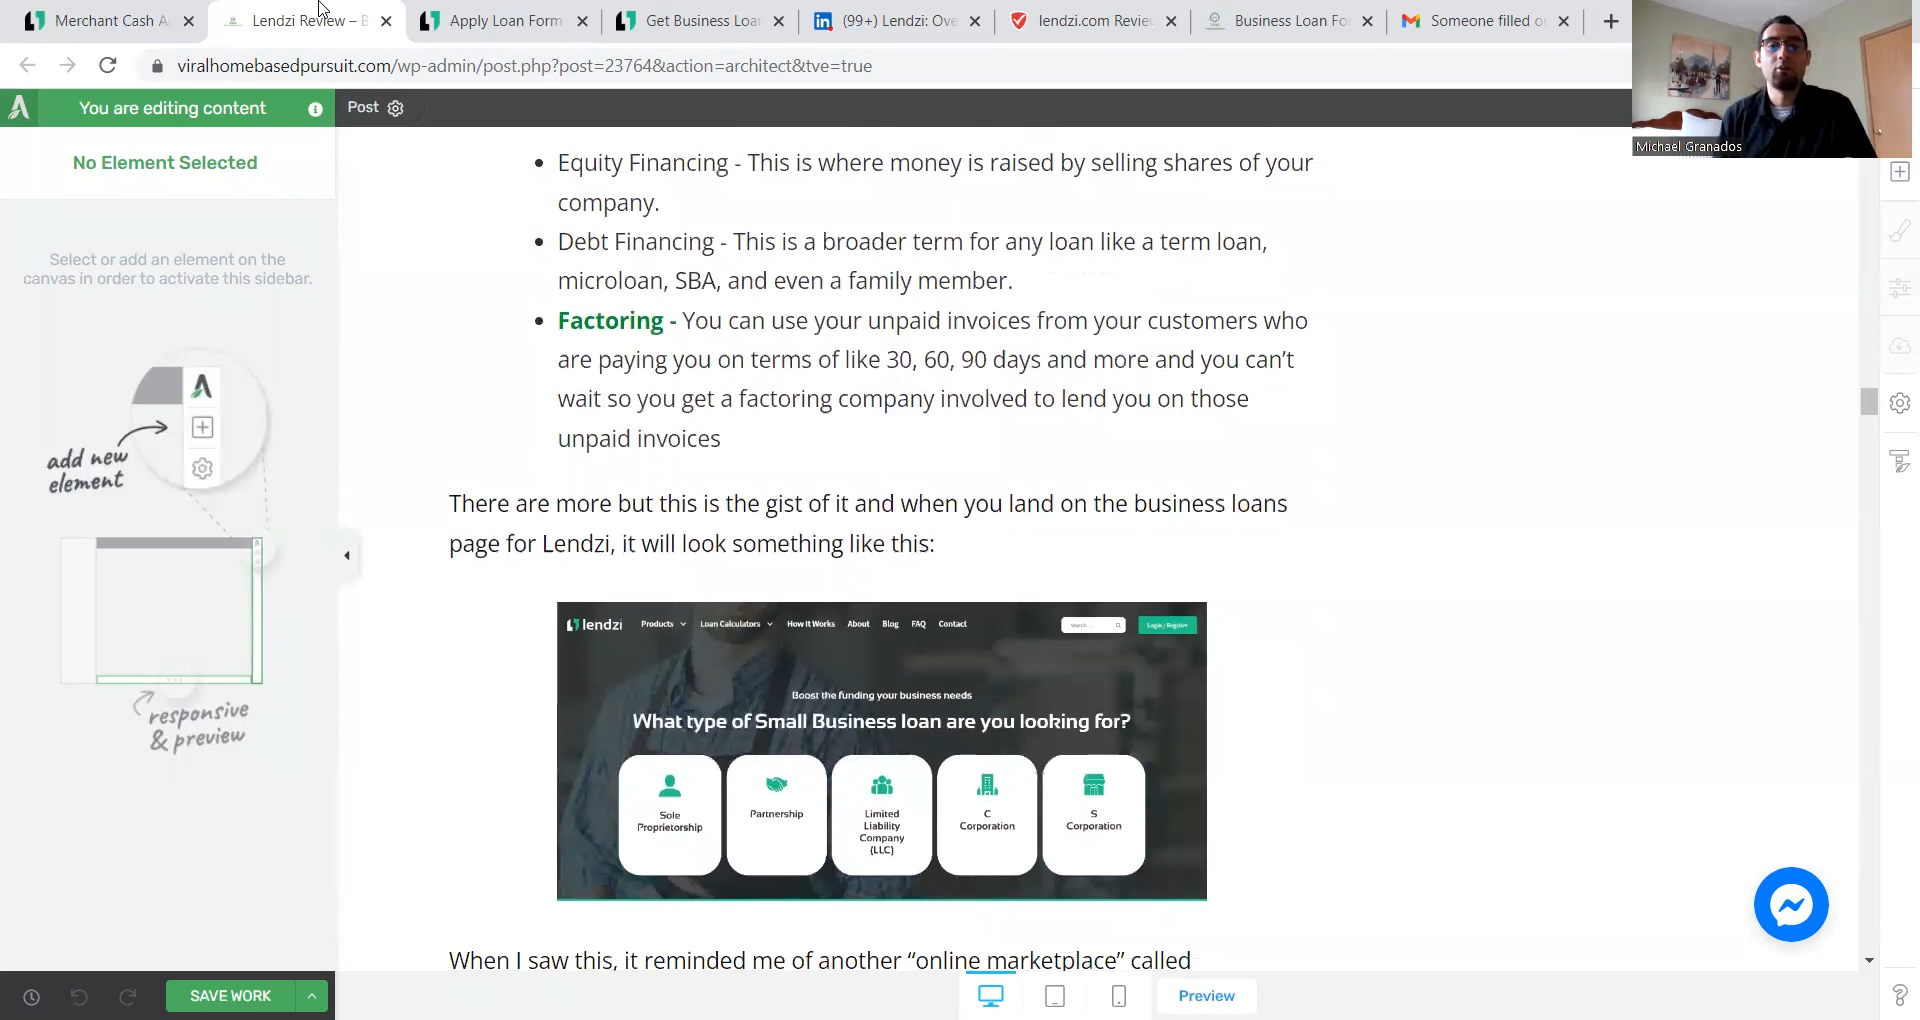 Merchant Cash A
Lendzi Review – B
Apply Loan Form
Get Business Loa
(99+) Lendzi: Ove
lendzi.com Revie
Business Loan Fo
Someone filled o
viralhomebasedpursuit.com/wp-admin/post.php?post=23764&action=architect&tve=true
Michael Granados
You are editing content
Post
No Element Selected
Select or add an element on the
canvas in order to activate this sidebar.
add new
element
responsive
& preview
• Equity Financing - This is where money is raised by selling shares of your
company.
• Debt Financing - This is a broader term for any loan like a term loan,
microloan, SBA, and even a family member.
• Factoring - You can use your unpaid invoices from your customers who
are paying you on terms of like 30, 60, 90 days and more and you can’t
wait so you get a factoring company involved to lend you on those
unpaid invoices
There are more but this is the gist of it and when you land on the business loans
page for Lendzi, it will look something like this:
lendzi
Products
Loan Calculators
How It Works
About
Blog
FAQ
Contact
Search...
Login / Register
Boost the funding your business needs
What type of Small Business loan are you looking for?
Sole
Proprietorship
Partnership
Limited
Liability
Company
(LLC)
C
Corporation
S
Corporation
When I saw this, it reminded me of another “online marketplace” called
SAVE WORK
Preview